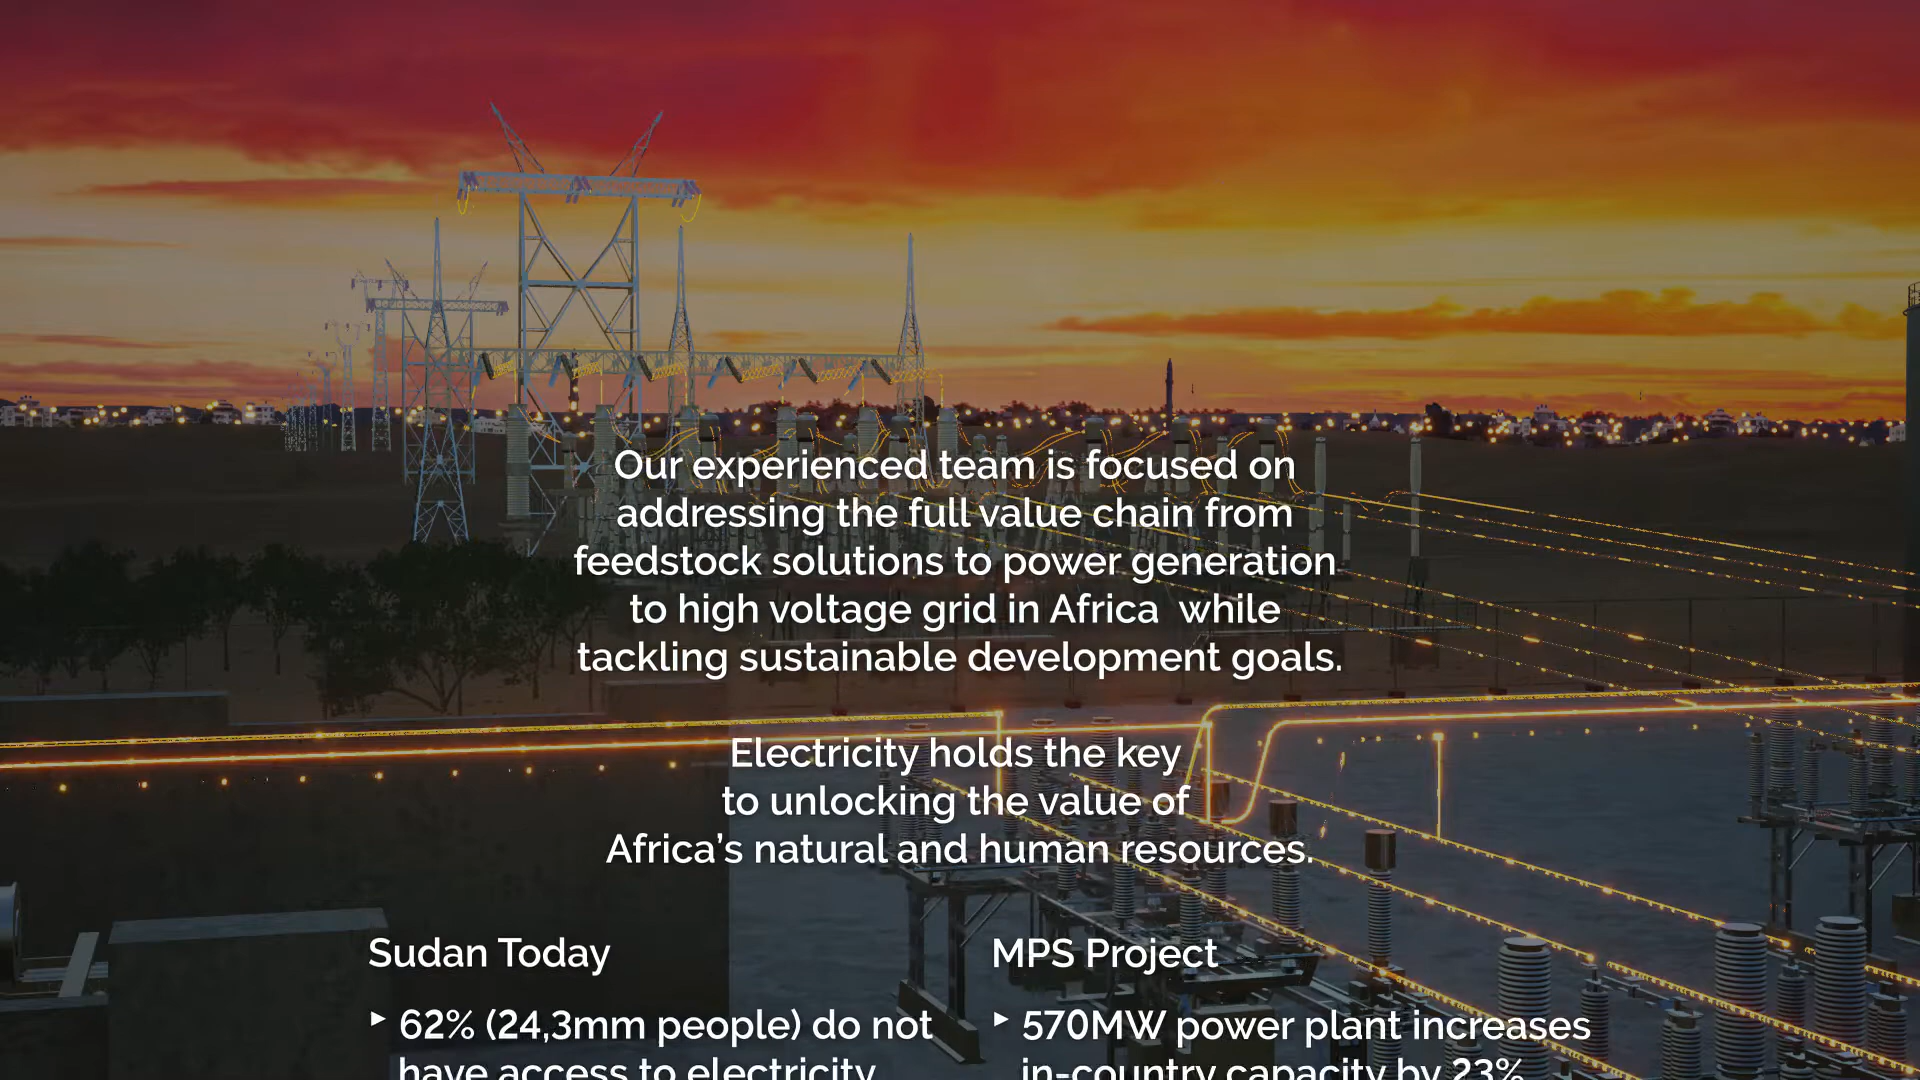 Our experienced team is focused on
addressing the full value chain from
feedstock solutions to power generation
to high voltage grid in Africa  while
tackling sustainable development goals.
Electricity holds the key
to unlocking the value of
Africa’s natural and human resources.
Sudan Today
‣ 62% (24,3mm people) do not
have access to electricity
MPS Project
‣ 570MW power plant increases
in-country capacity by 23%